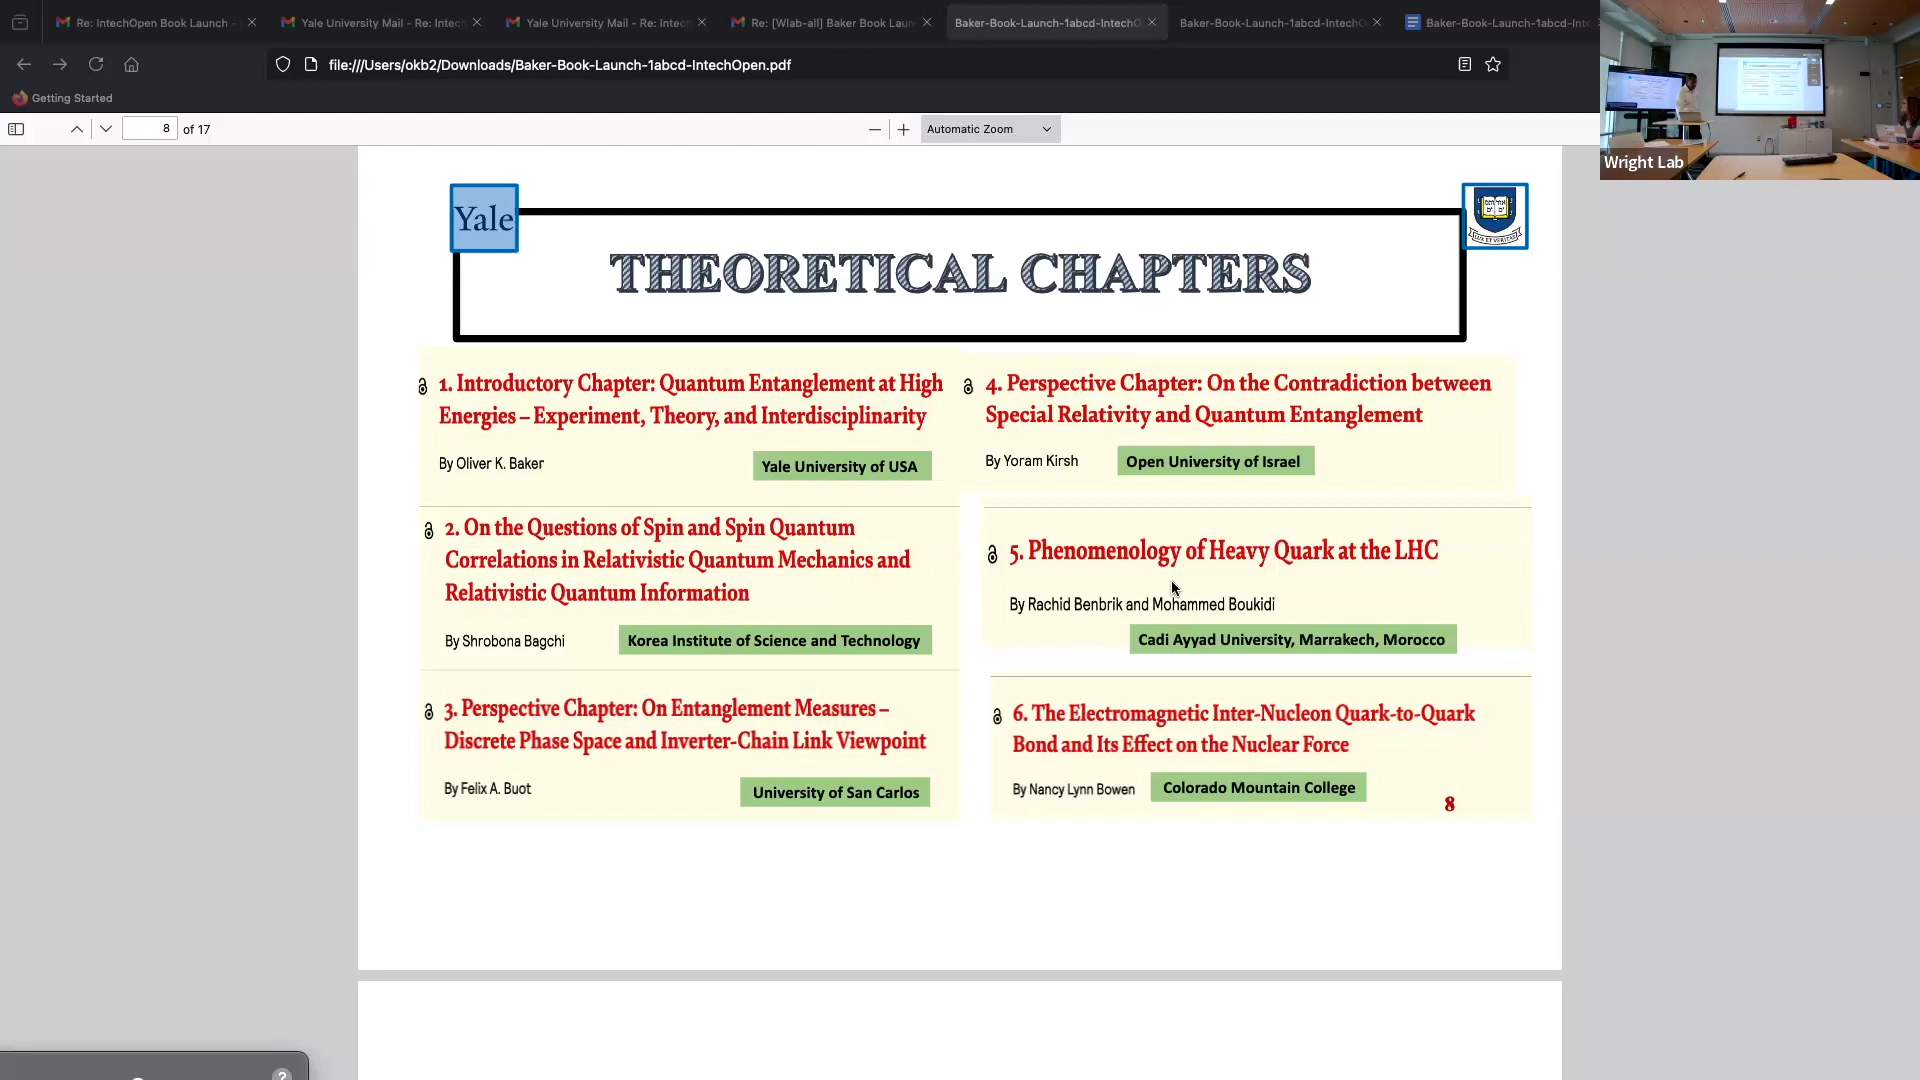 Re: IntechOpen Book Launch -
Yale University Mail - Re: Intec
Yale University Mail - Re: Intec
Re: [Wlab-all] Baker Book Laun
Baker-Book-Launch-1abcd-IntechO
Baker-Book-Launch-1abcd-IntechO
Baker-Book-Launch-1abcd-Inte
file:///Users/okb2/Downloads/Baker-Book-Launch-1abcd-IntechOpen.pdf
Getting Started
8 of 17
Automatic Zoom
Wright Lab
Yale
LUX ET VERITAS
THEORETICAL CHAPTERS
1. Introductory Chapter: Quantum Entanglement at High
Energies – Experiment, Theory, and Interdisciplinarity
By Oliver K. Baker
Yale University of USA
2. On the Questions of Spin and Spin Quantum
Correlations in Relativistic Quantum Mechanics and
Relativistic Quantum Information
By Shrobona Bagchi
Korea Institute of Science and Technology
3. Perspective Chapter: On Entanglement Measures –
Discrete Phase Space and Inverter-Chain Link Viewpoint
By Felix A. Buot
University of San Carlos
4. Perspective Chapter: On the Contradiction between
Special Relativity and Quantum Entanglement
By Yoram Kirsh
Open University of Israel
5. Phenomenology of Heavy Quark at the LHC
By Rachid Benbrik and Mohammed Boukidi
Cadi Ayyad University, Marrakech, Morocco
6. The Electromagnetic Inter-Nucleon Quark-to-Quark
Bond and Its Effect on the Nuclear Force
By Nancy Lynn Bowen
Colorado Mountain College
8
?